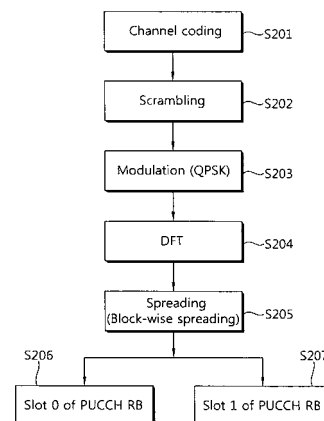 Channel coding
S201
Scrambling
S202
Modulation (QPSK)
S203
DFT
S204
Spreading
(Block-wise spreading)
S205
S206
S207
Slot 0 of PUCCH RB
Slot 1 of PUCCH RB